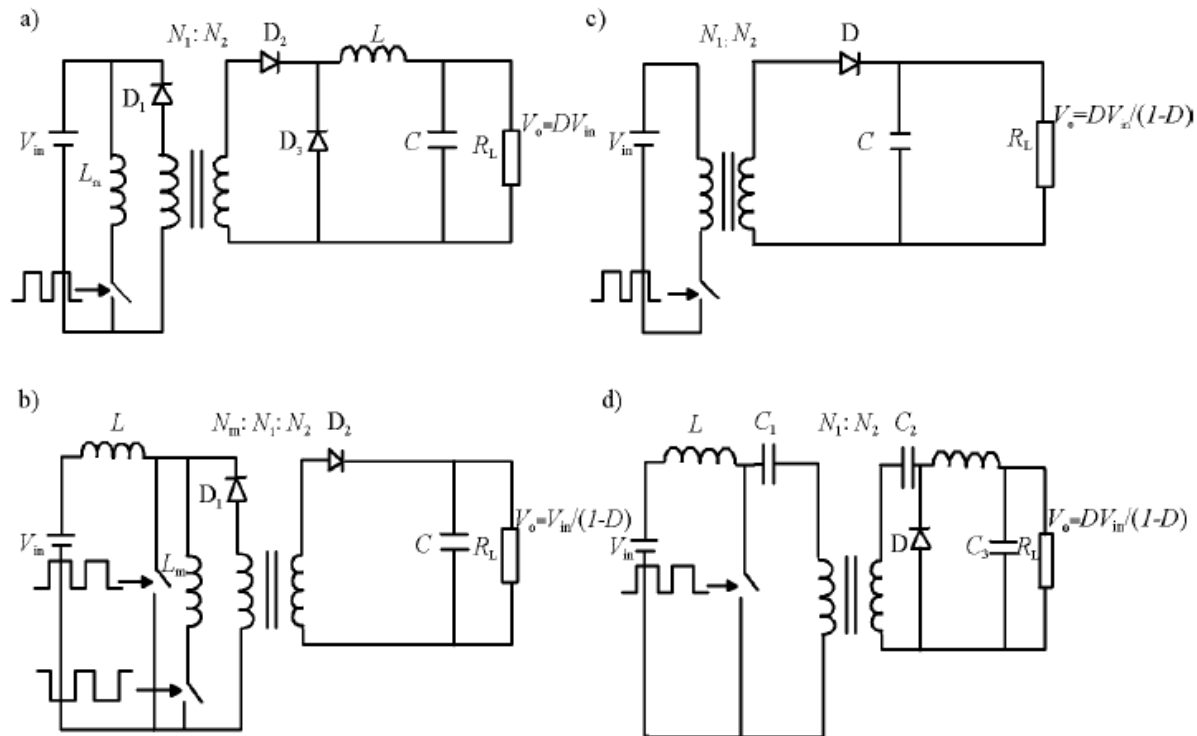 a)
N₁: N₂
D₂
L
D₁
Vin
Lm
D₃
C
RL
Vo=DVin
c)
N₁: N₂
D
Vin
C
RL
Vo=DVin/(1-D)
b)
L
Nm: N₁: N₂
D₂
D₁
Vin
Lm
C
RL
Vo=Vin/(1-D)
d)
L
C₁
N₁: N₂
C₂
Vin
D
C₃
RL
Vo=DVin/(1-D)